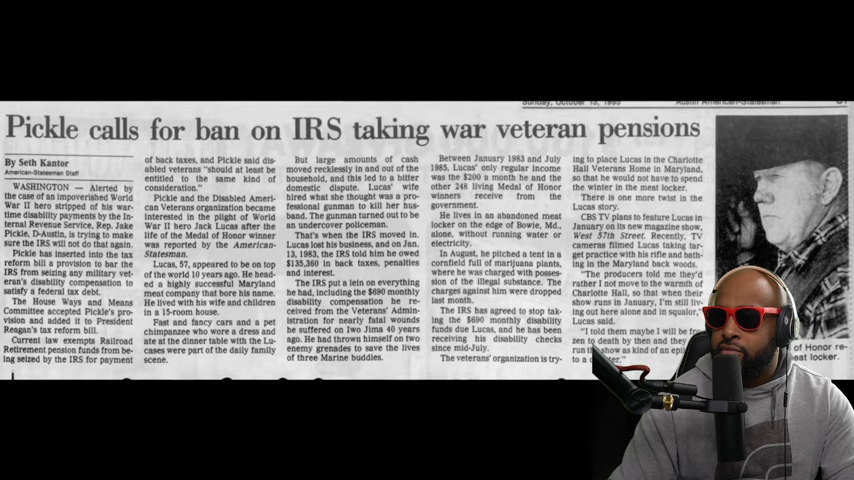 Sunday, October 13, 1985 Austin American-Statesman
Pickle calls for ban on IRS taking war veteran pensions
By Seth Kantor
American-Statesman Staff
WASHINGTON — Alerted by
the case of an impoverished World
War II hero stripped of his war-
time disability payments by the In-
ternal Revenue Service, Rep. Jake
Pickle, D-Austin, is trying to make
sure the IRS will not do that again.
Pickle has inserted into the tax
reform bill a provision to bar the
IRS from seizing any military vet-
eran's disability compensation to
satisfy a federal tax debt.
The House Ways and Means
Committee accepted Pickle's pro-
vision and added it to President
Reagan's tax reform bill.
Current law exempts Railroad
Retirement pension funds from be-
ing seized by the IRS for payment
of back taxes, and Pickle said dis-
abled veterans "should at least be
entitled to the same kind of
consideration."
Pickle and the Disabled Ameri-
can Veterans organization became
interested in the plight of World
War II hero Jack Lucas after the
life of the Medal of Honor winner
was reported by the American-
Statesman.
Lucas, 57, appeared to be on top
of the world 10 years ago. He head-
ed a highly successful Maryland
meat company that bore his name.
He lived with his wife and children
in a 15-room house.
Fast and fancy cars and a pet
chimpanzee who wore a dress and
ate at the dinner table with the Lu-
cases were part of the daily family
scene.
But large amounts of cash
moved recklessly in and out of the
household, and this led to a bitter
domestic dispute. Lucas' wife
hired what she thought was a pro-
fessional gunman to kill her hus-
band. The gunman turned out to be
an undercover policeman.
That's when the IRS moved in.
Lucas lost his business, and on Jan.
13, 1983, the IRS told him he owed
$135,360 in back taxes, penalties
and interest.
The IRS put a lein on everything
he had, including the $690 monthly
disability compensation he re-
ceived from the Veterans' Admin-
istration for nearly fatal wounds
he suffered on Iwo Jima 40 years
ago. He had thrown himself on two
enemy grenades to save the lives
of three Marine buddies.
Between January 1983 and July
1985, Lucas' only regular income
was the $200 a month he and the
other 248 living Medal of Honor
winners receive from the
government.
He lives in an abandoned meat
locker on the edge of Bowie, Md.,
alone, without running water or
electricity.
In August, he pitched a tent in a
cornfield full of marijuana plants,
where he was charged with posses-
sion of the illegal substance. The
charges against him were dropped
last month.
The IRS has agreed to stop tak-
ing the $690 monthly disability
funds due Lucas, and he has been
receiving his disability checks
since mid-July.
The veterans' organization is try-
ing to place Lucas in the Charlotte
Hall Veterans Home in Maryland,
so that he would not have to spend
the winter in the meat locker.
There is one more twist in the
Lucas story.
CBS TV plans to feature Lucas in
January on its new magazine show,
West 57th Street. Recently, TV
cameras filmed Lucas taking tar-
get practice with his rifle and bath-
ing in the Maryland back woods.
"The producers told me they'd
rather I not move to the warmth of
Charlotte Hall, so that when their
show runs in January, I'm still liv-
ing out here alone and in squalor,"
Lucas said.
"I told them maybe I will be fro-
zen to death by then and they
run show as kind of an
to a
of Honor re-
eat locker.